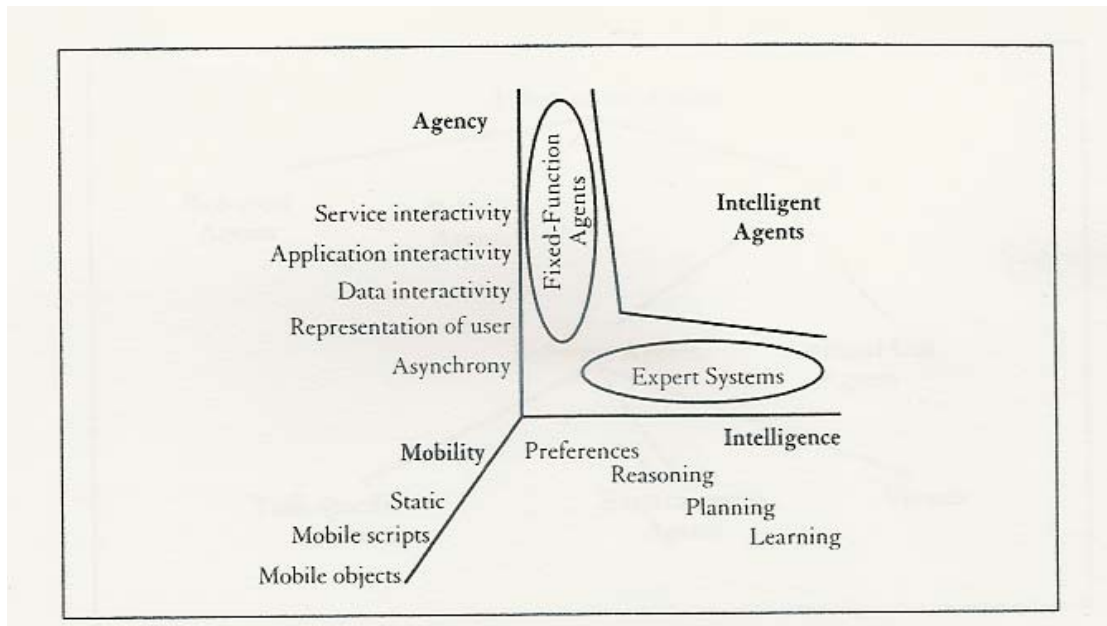 Agency
Service interactivity
Application interactivity
Data interactivity
Representation of user
Asynchrony
Fixed-Function
Agents
Intelligent
Agents
Expert Systems
Intelligence
Mobility
Preferences
Reasoning
Planning
Learning
Static
Mobile scripts
Mobile objects